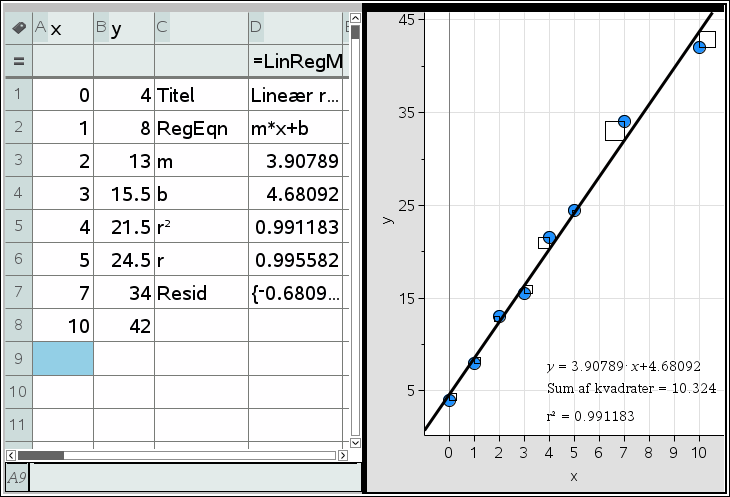 A x B y C D E
= =LinRegM
1 0 4 Titel Lineær r...
2 1 8 RegEqn m*x+b
3 2 13 m 3.90789
4 3 15.5 b 4.68092
5 4 21.5 r² 0.991183
6 5 24.5 r 0.995582
7 7 34 Resid {⁻0.6809...
8 10 42
9
10
11
A9
45
35
25
15
5
y
y = 3.90789·x+4.68092
Sum af kvadrater = 10.324
r² = 0.991183
0 1 2 3 4 5 6 7 8 9 10
x